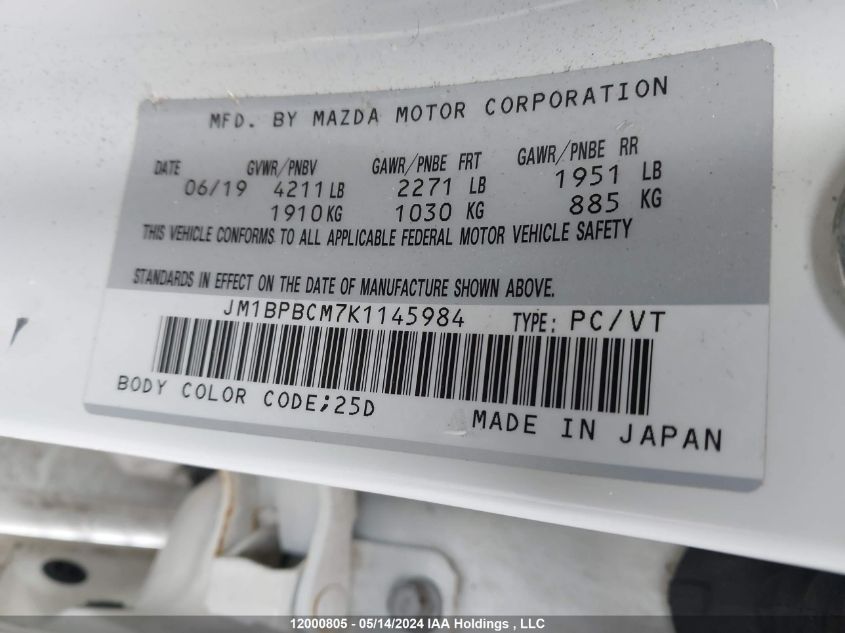 MFD. BY MAZDA MOTOR CORPORATION
DATE GVWR/PNBV GAWR/PNBE FRT GAWR/PNBE RR
06/19 4211 LB 2271 LB 1951 LB
1910 KG 1030 KG 885 KG
THIS VEHICLE CONFORMS TO ALL APPLICABLE FEDERAL MOTOR VEHICLE SAFETY
STANDARDS IN EFFECT ON THE DATE OF MANUFACTURE SHOWN ABOVE.
JM1BPBCM7K1145984 TYPE: PC/VT
BODY COLOR CODE;25D
MADE IN JAPAN
12000805 - 05/14/2024 IAA Holdings , LLC